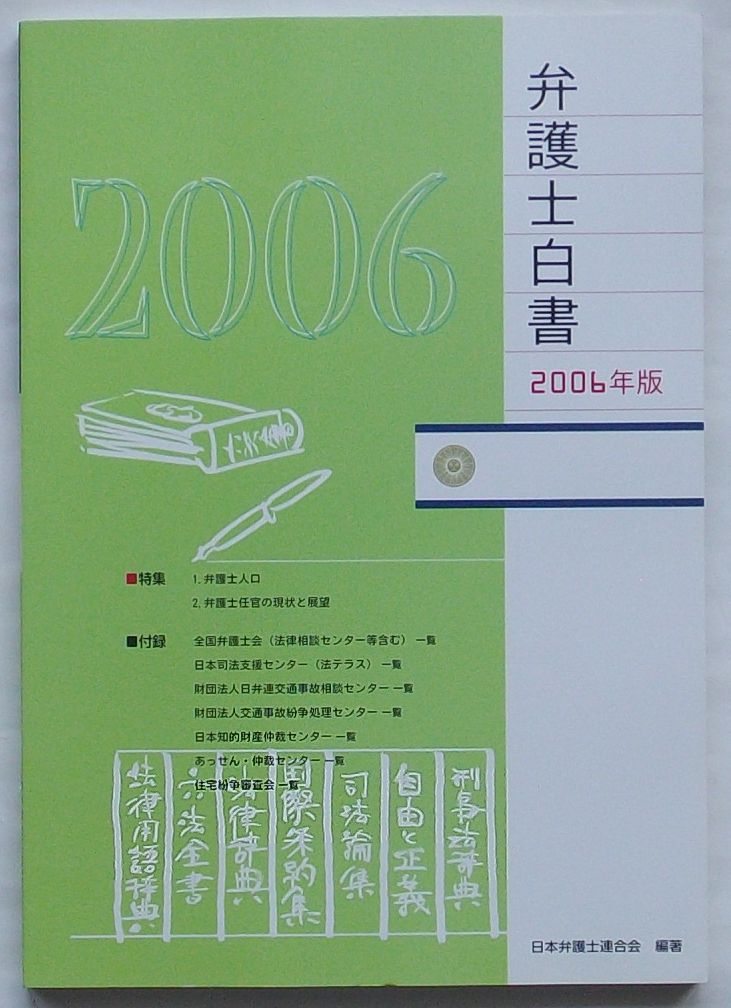 弁護士白書
2006年版
2006
六法全書
■特集
1. 弁護士人口
2. 弁護士任官の現状と展望
■付録
全国弁護士会（法律相談センター等含む）一覧
日本司法支援センター（法テラス）一覧
財団法人日弁連交通事故相談センター一覧
財団法人交通事故紛争処理センター一覧
日本知的財産仲裁センター一覧
あっせん・仲裁センター一覧
住宅紛争審査会一覧
法律用語辞典
六法全書
法律辞典
国際条約集
司法論集
自由と正義
刑事法辞典
日本弁護士連合会 編著